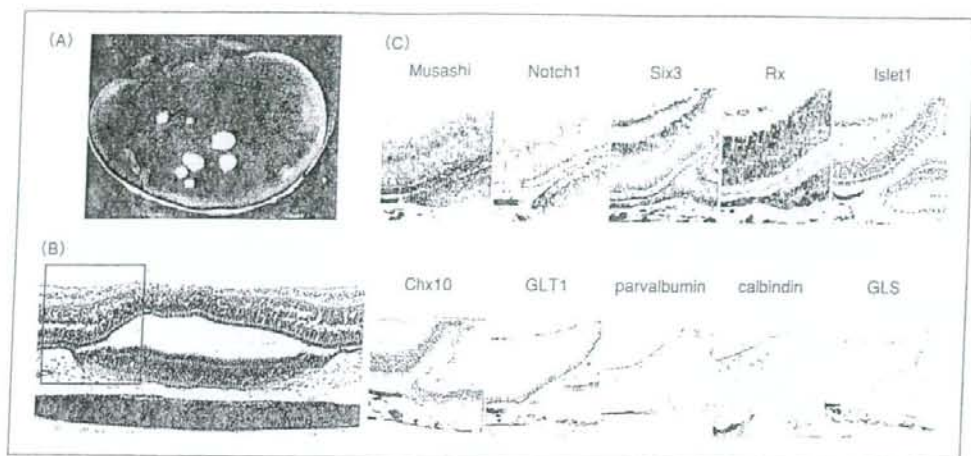 (A)
(C)
Musashi Notch1 Six3 Rx Islet1
(B)
Chx10 GLT1 parvalbumin calbindin GLS